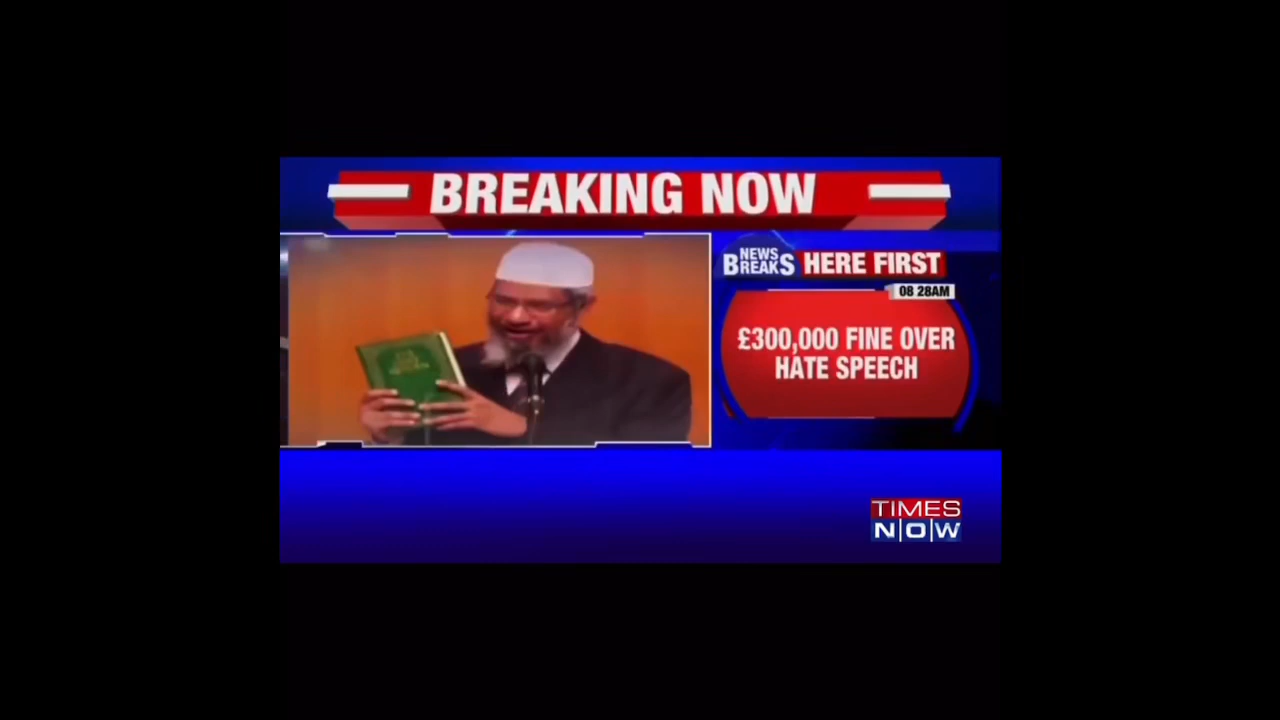 BREAKING NOW
NEWS
BREAKS
HERE FIRST
08 28AM
£300,000 FINE OVER
HATE SPEECH
TIMES
NOW